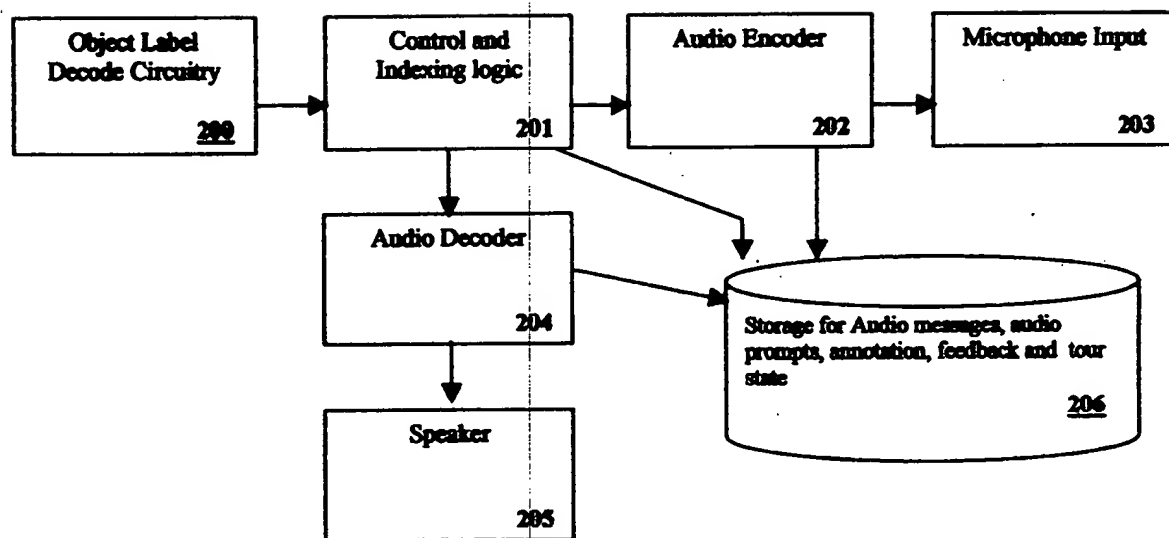 Object Label
Decode Circuitry
200
Control and
Indexing logic
201
Audio Encoder
202
Microphone Input
203
Audio Decoder
204
Storage for Audio messages, audio
prompts, annotation, feedback and tour
state
206
Speaker
205